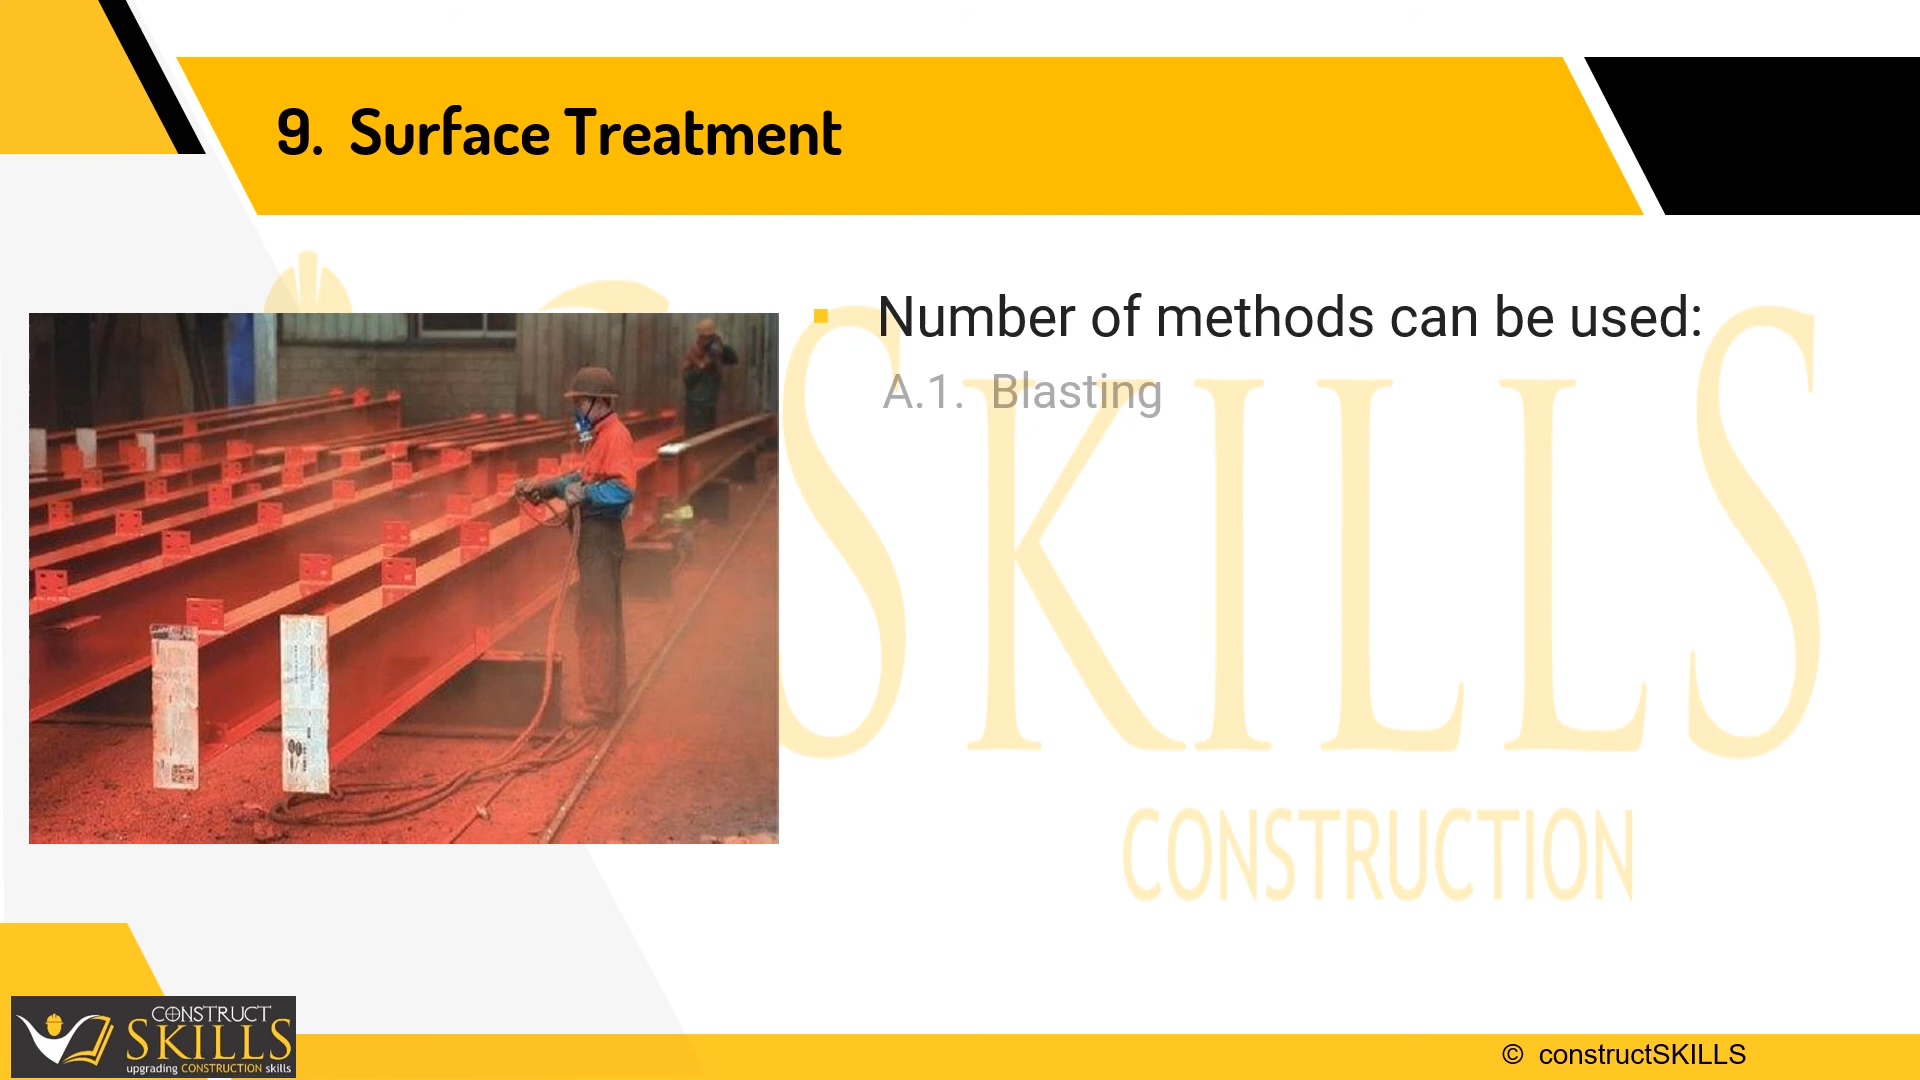 9. Surface Treatment
Number of methods can be used:
A.1. Blasting
SKILLS
CONSTRUCTION
CONSTRUCT
SKILLS
upgrading CONSTRUCTION skills
© constructSKILLS